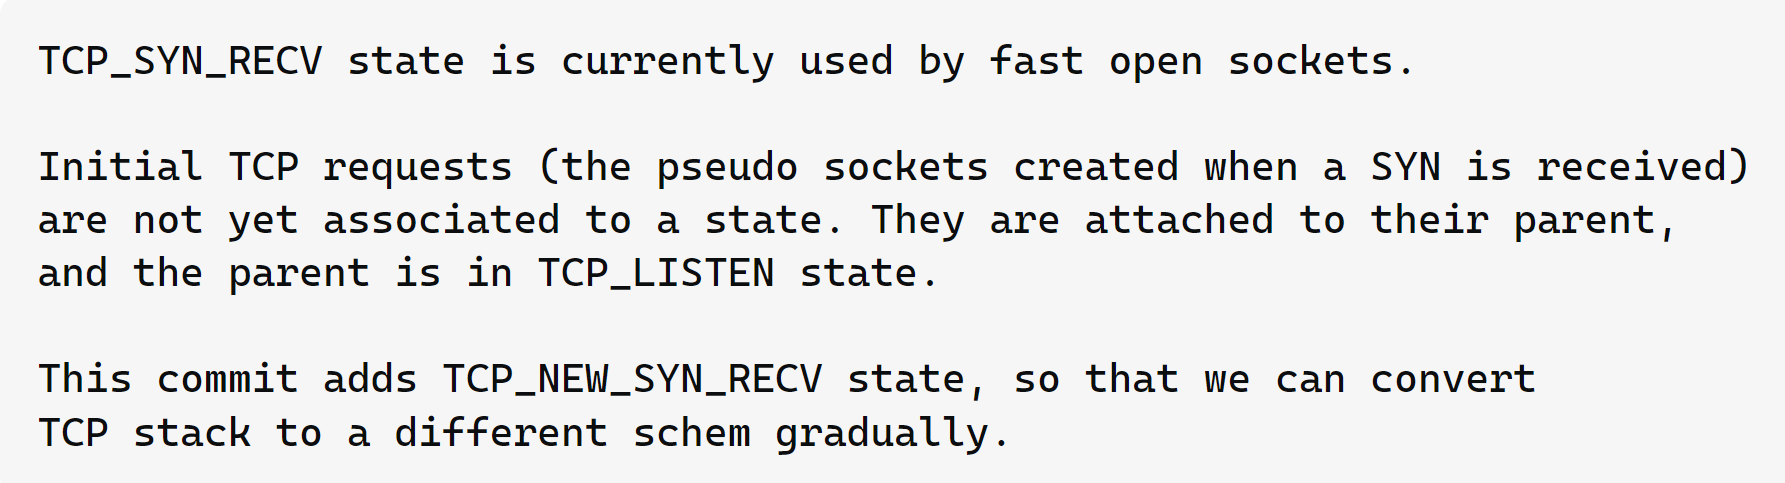 TCP_SYN_RECV state is currently used by fast open sockets.
Initial TCP requests (the pseudo sockets created when a SYN is received)
are not yet associated to a state. They are attached to their parent,
and the parent is in TCP_LISTEN state.
This commit adds TCP_NEW_SYN_RECV state, so that we can convert
TCP stack to a different schem gradually.